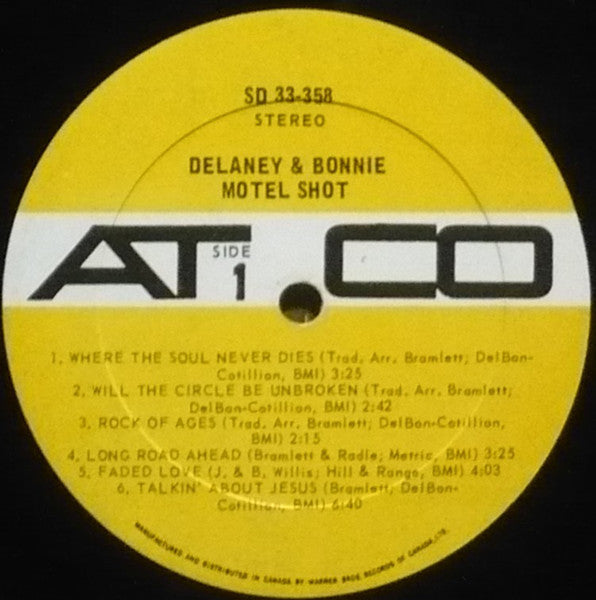 SD 33-358
STEREO
DELANEY & BONNIE
MOTEL SHOT
ATCO
SIDE
1
1. WHERE THE SOUL NEVER DIES (Trad. Arr. Bramlett; DelBon-
Cotillion, BMI) 3:25
2. WILL THE CIRCLE BE UNBROKEN (Trad. Arr. Bramlett;
DelBon-Cotillion, BMI) 2:42
3. ROCK OF AGES (Trad. Arr. Bramlett; DelBon-Cotillion,
BMI) 2:15
4. LONG ROAD AHEAD (Bramlett & Radle; Metric, BMI) 3:25
5. FADED LOVE (J. & B. Willis; Hill & Range, BMI) 4:03
6. TALKIN' ABOUT JESUS (Bramlett; DelBon-
Cotillion, BMI) 6:40
MANUFACTURED AND DISTRIBUTED IN CANADA BY WARNER BROS. RECORDS OF CANADA, LTD.